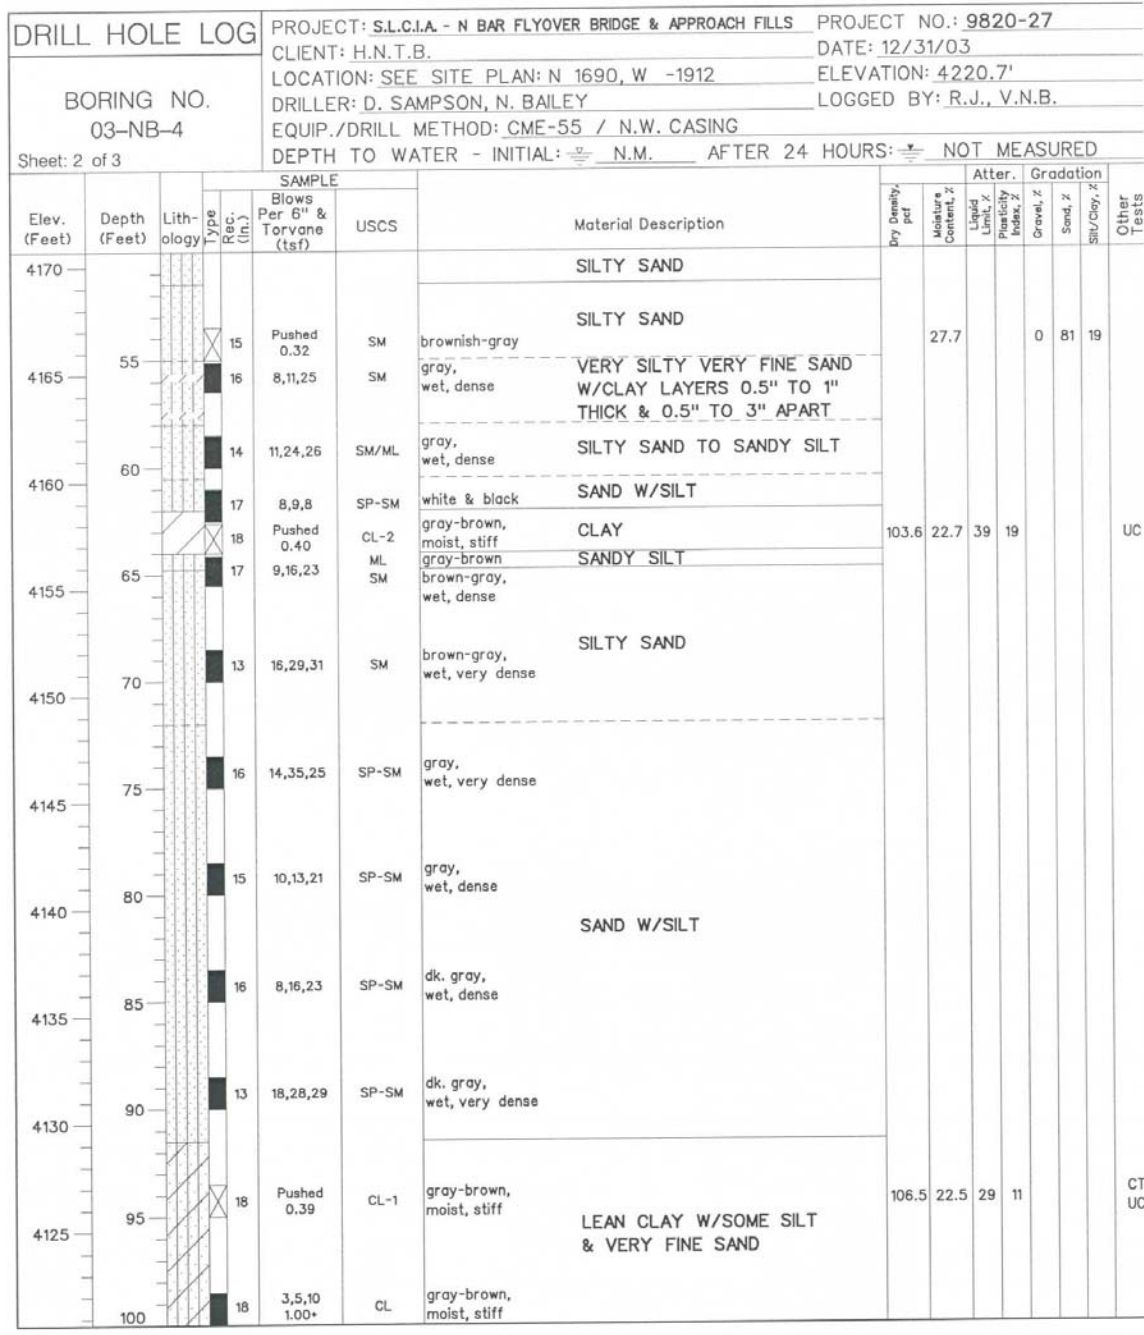 DRILL HOLE LOG
BORING NO.
03-NB-4
Sheet: 2 of 3
PROJECT: S.L.C.I.A. - N BAR FLYOVER BRIDGE & APPROACH FILLS PROJECT NO.: 9820-27
CLIENT: H.N.T.B. DATE: 12/31/03
LOCATION: SEE SITE PLAN: N 1690, W -1912 ELEVATION: 4220.7'
DRILLER: D. SAMPSON, N. BAILEY LOGGED BY: R.J., V.N.B.
EQUIP./DRILL METHOD: CME-55 / N.W. CASING
DEPTH TO WATER - INITIAL: N.M. AFTER 24 HOURS: NOT MEASURED
Elev. (Feet)
Depth (Feet)
Lith-ology
SAMPLE
Type
Rec. (in.)
Blows Per 6" & Torvane (tsf)
USCS
Material Description
Dry Density, pcf
Moisture Content, %
Atter.
Liquid Limit, %
Plasticity Index, %
Gradation
Gravel, %
Sand, %
Silt/Clay, %
Other Tests
4170 SILTY SAND
SILTY SAND
15 Pushed 0.32 SM brownish-gray 27.7 0 81 19
55
4165 16 8,11,25 SM gray, wet, dense VERY SILTY VERY FINE SAND
W/CLAY LAYERS 0.5" TO 1"
THICK & 0.5" TO 3" APART
14 11,24,26 SM/ML gray, wet, dense SILTY SAND TO SANDY SILT
60
4160 SAND W/SILT
17 8,9,8 SP-SM white & black
18 Pushed 0.40 CL-2 gray-brown, moist, stiff CLAY 103.6 22.7 39 19 UC
ML gray-brown SANDY SILT
65 17 9,16,23 SM brown-gray, wet, dense
4155
SILTY SAND
13 16,29,31 SM brown-gray, wet, very dense
70
4150
16 14,35,25 SP-SM gray, wet, very dense
75
4145
15 10,13,21 SP-SM gray, wet, dense
80
4140 SAND W/SILT
16 8,16,23 SP-SM dk. gray, wet, dense
85
4135
13 18,28,29 SP-SM dk. gray, wet, very dense
90
4130
18 Pushed 0.39 CL-1 gray-brown, moist, stiff 106.5 22.5 29 11 CT UC
95
4125 LEAN CLAY W/SOME SILT
& VERY FINE SAND
100 18 3,5,10 1.00+ CL gray-brown, moist, stiff